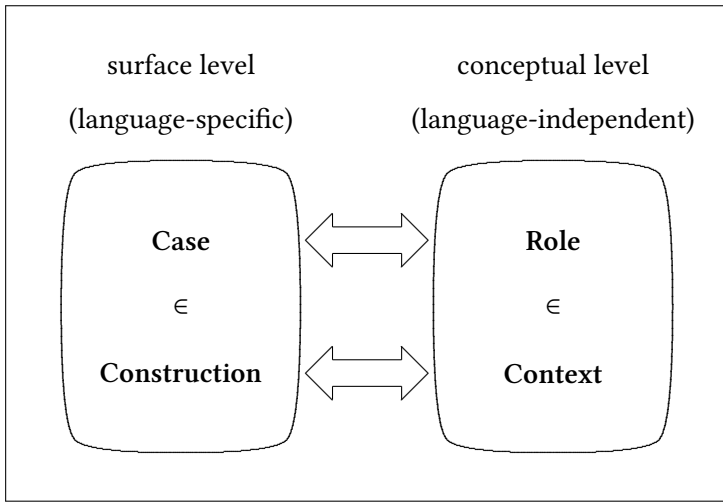 surface level
(language-specific)
Case
∈
Construction
conceptual level
(language-independent)
Role
∈
Context